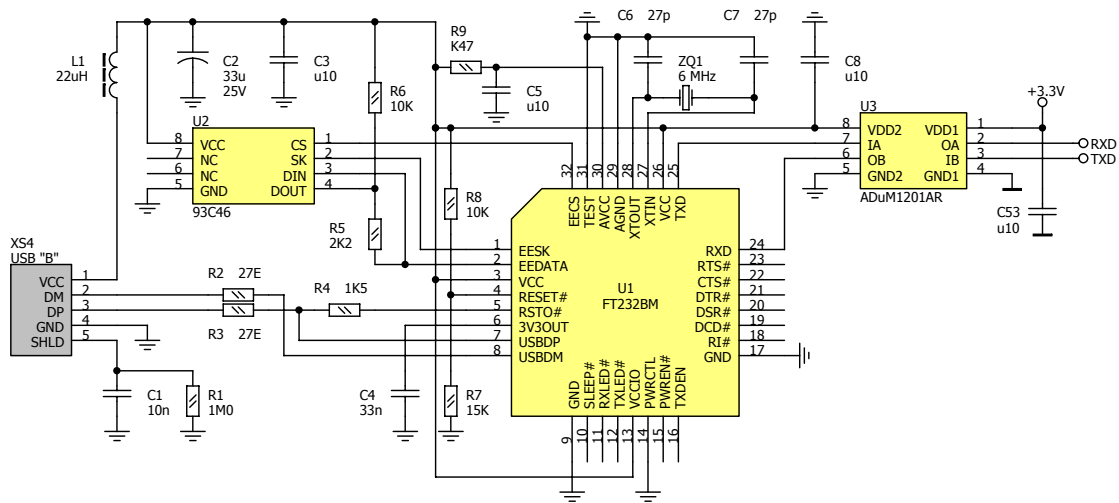 C6 27p C7 27p
R9
K47
L1
22uH
C2
33u
25V
C3
u10
R6
10K
C5
u10
ZQ1
6 MHz
C8
u10
U3
+3.3V
8 VDD2 VDD1 1
7 IA OA 2 RXD
6 OB IB 3 TXD
5 GND2 GND1 4
ADuM1201AR
C53
u10
U2
8 VCC CS 1
7 NC SK 2
6 NC DIN 3
5 GND DOUT 4
93C46
R8
10K
R5
2K2
32 31 30 29 28 27 26 25
EECS TEST AVCC AGND XTOUT XTIN VCC TXD
XS4
USB "B"
VCC 1
DM 2
DP 3
GND 4
SHLD 5
R2 27E
R3 27E
R4 1K5
1 EESK
2 EEDATA
3 VCC
4 RESET#
5 RSTO#
6 3V3OUT
7 USBDP
8 USBDM
U1
FT232BM
RXD 24
RTS# 23
CTS# 22
DTR# 21
DSR# 20
DCD# 19
RI# 18
GND 17
GND SLEEP# RXLED# TXLED# VCCIO PWRCTL PWREN# TXDEN
9 10 11 12 13 14 15 16
C1
10n
R1
1M0
C4
33n
R7
15K